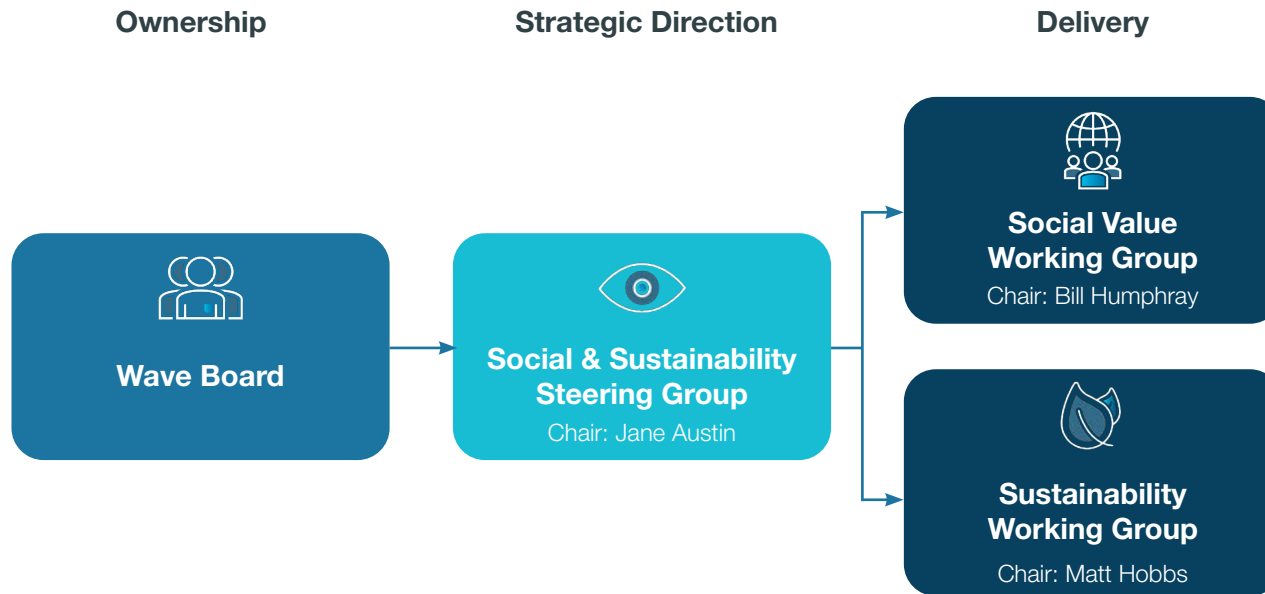 Ownership
Strategic Direction
Delivery
Wave Board
Social & Sustainability
Steering Group
Chair: Jane Austin
Social Value
Working Group
Chair: Bill Humphray
Sustainability
Working Group
Chair: Matt Hobbs